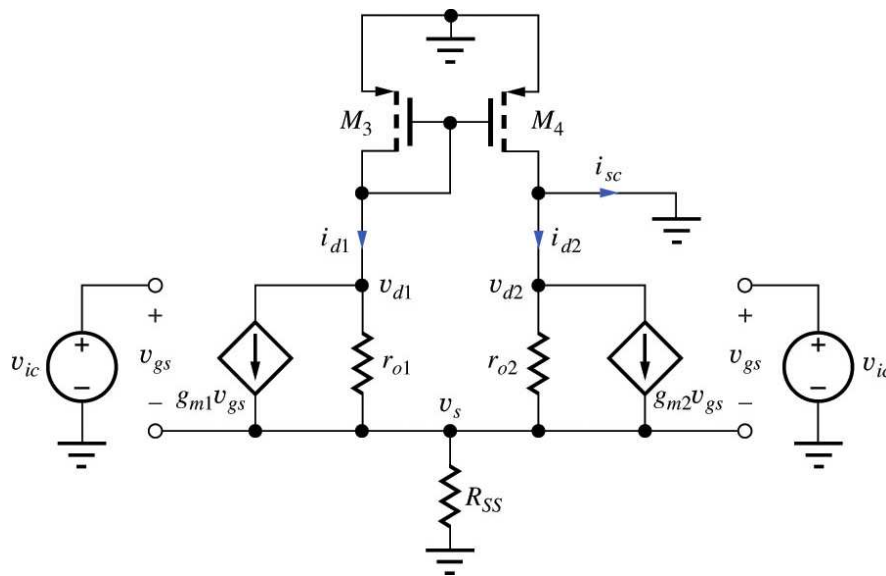 M3 M4
isc
id1 id2
vd1 vd2
+ + + +
vic vgs ro1 ro2 vgs vic
− − − −
gm1vgs vs gm2vgs
RSS